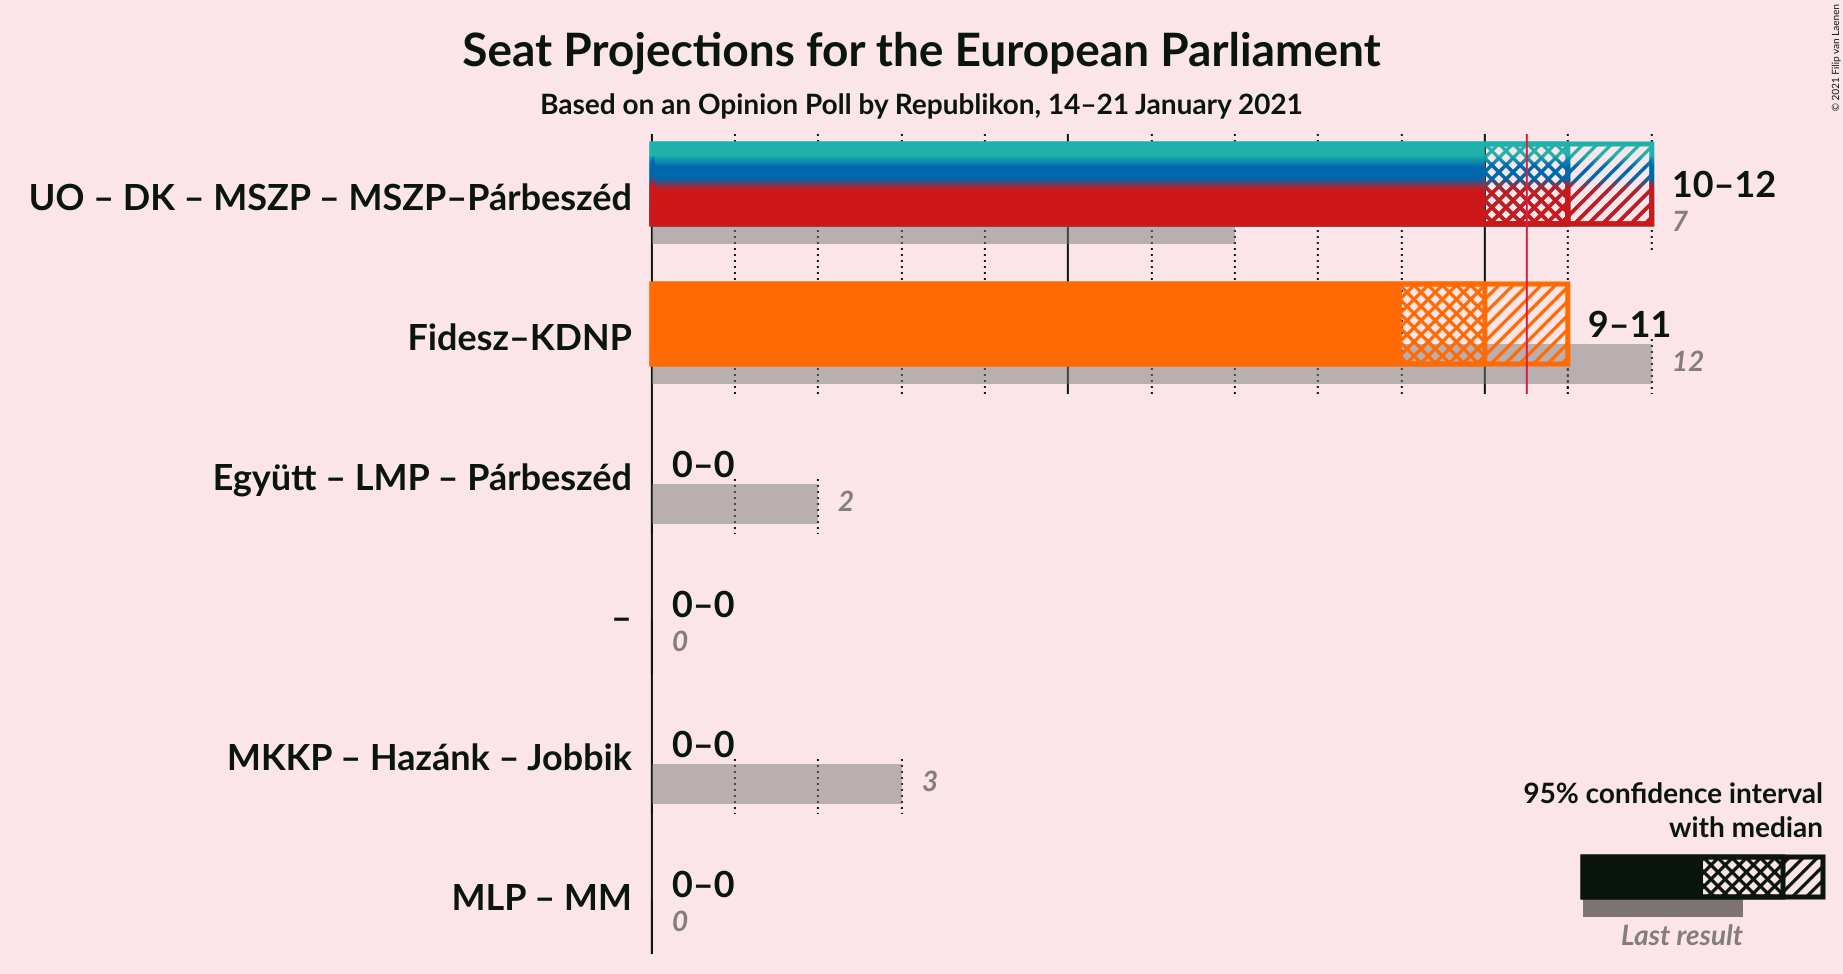 Seat Projections for the European Parliament
Based on an Opinion Poll by Republikon, 14–21 January 2021
© 2021 Filip van Laenen
UO – DK – MSZP – MSZP–Párbeszéd
10–12
7
Fidesz–KDNP
9–11
12
Együtt – LMP – Párbeszéd
0–0
2
–
0–0
0
MKKP – Hazánk – Jobbik
0–0
3
MLP – MM
0–0
0
95% confidence interval
with median
Last result